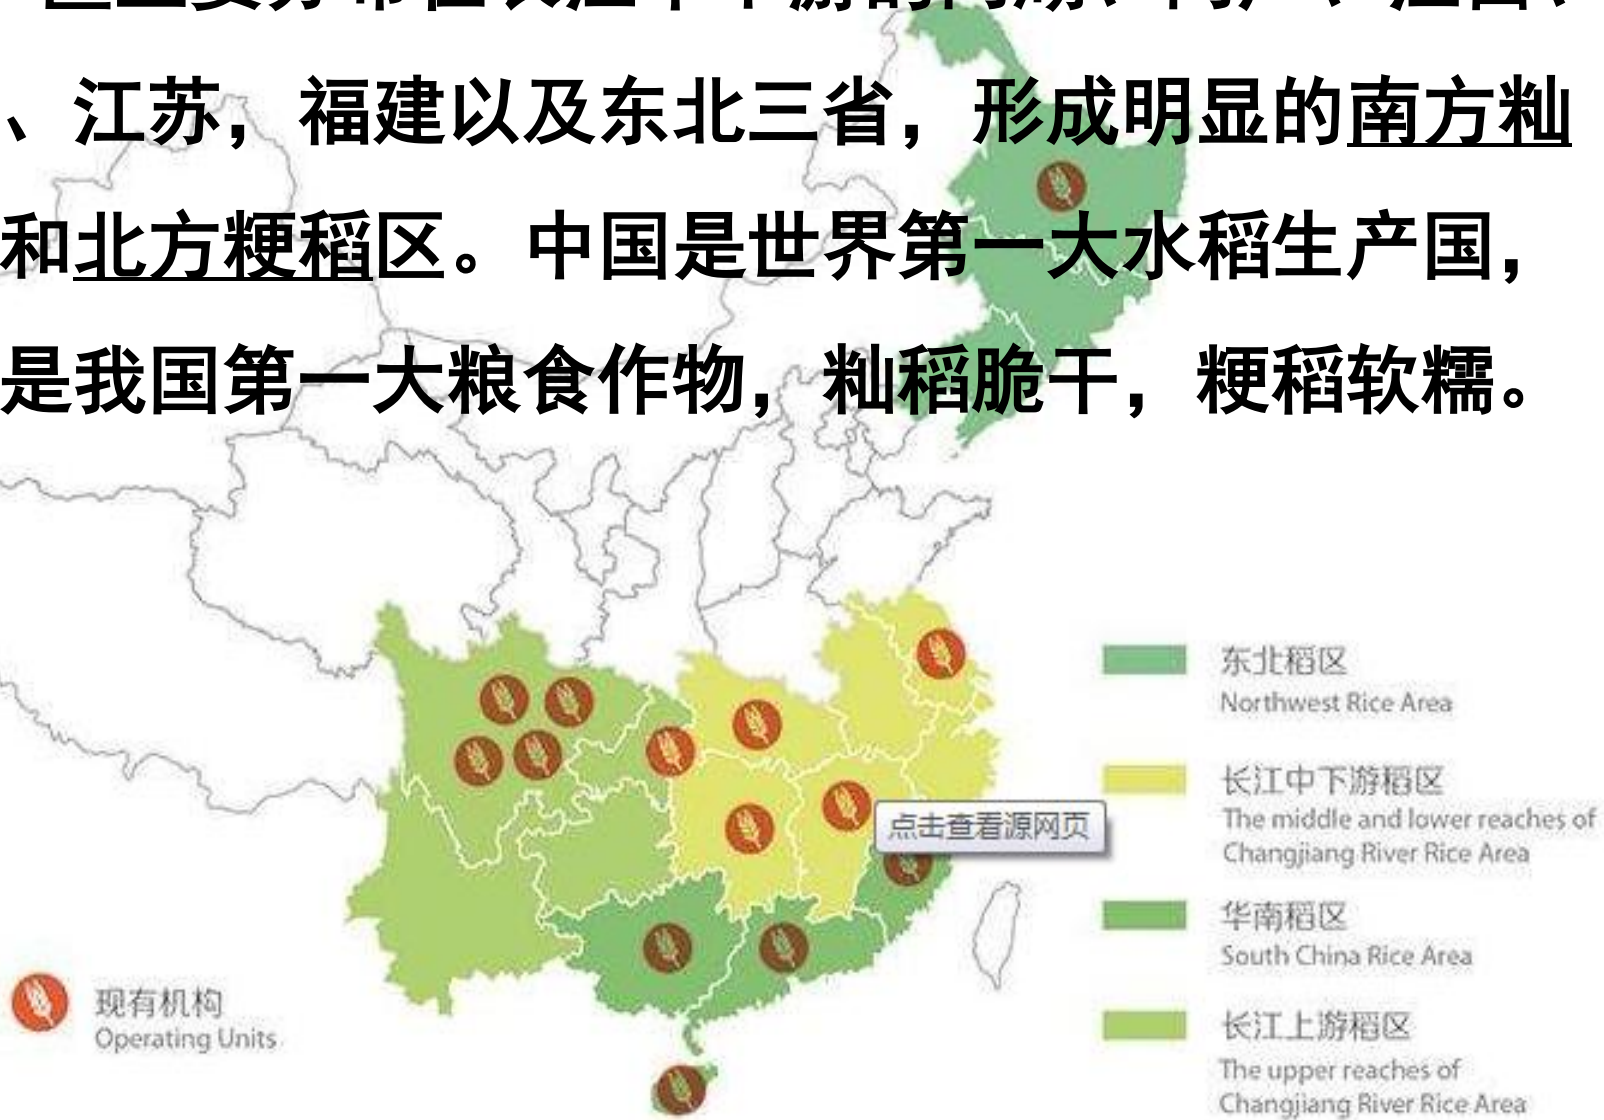 、江苏，福建以及东北三省，形成明显的南方籼
和北方粳稻区。中国是世界第一大水稻生产国，
是我国第一大粮食作物，籼稻脆干，粳稻软糯。
东北稻区
Northwest Rice Area
长江中下游稻区
The middle and lower reaches of
Changjiang River Rice Area
点击查看源网页
华南稻区
South China Rice Area
现有机构
Operating Units
长江上游稻区
The upper reaches of
Changjiang River Rice Area